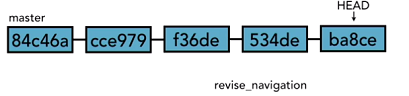 HEAD
master
84c46a cce979 f36de 534de ba8ce
revise_navigation